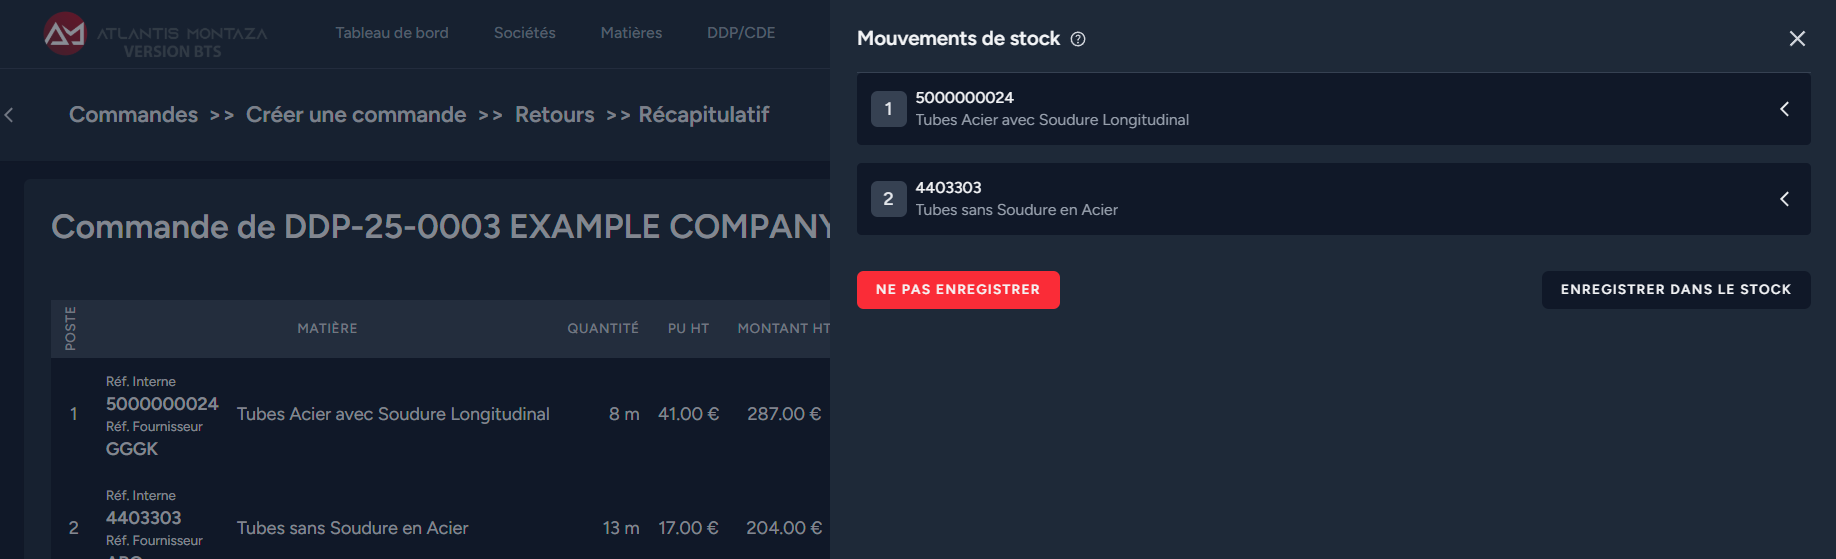 ATLANTIS MONTAZA
VERSION BTS
Tableau de bord
Sociétés
Matières
DDP/CDE
Commandes >> Créer une commande >> Retours >> Récapitulatif
Commande de DDP-25-0003 EXAMPLE COMPANY
POSTE
MATIÈRE
QUANTITÉ
PU HT
MONTANT HT
1
Réf. Interne
5000000024
Réf. Fournisseur
GGGK
Tubes Acier avec Soudure Longitudinal
8 m
41.00 €
287.00 €
2
Réf. Interne
4403303
Réf. Fournisseur
Tubes sans Soudure en Acier
13 m
17.00 €
204.00 €
Mouvements de stock
1
5000000024
Tubes Acier avec Soudure Longitudinal
2
4403303
Tubes sans Soudure en Acier
NE PAS ENREGISTRER
ENREGISTRER DANS LE STOCK